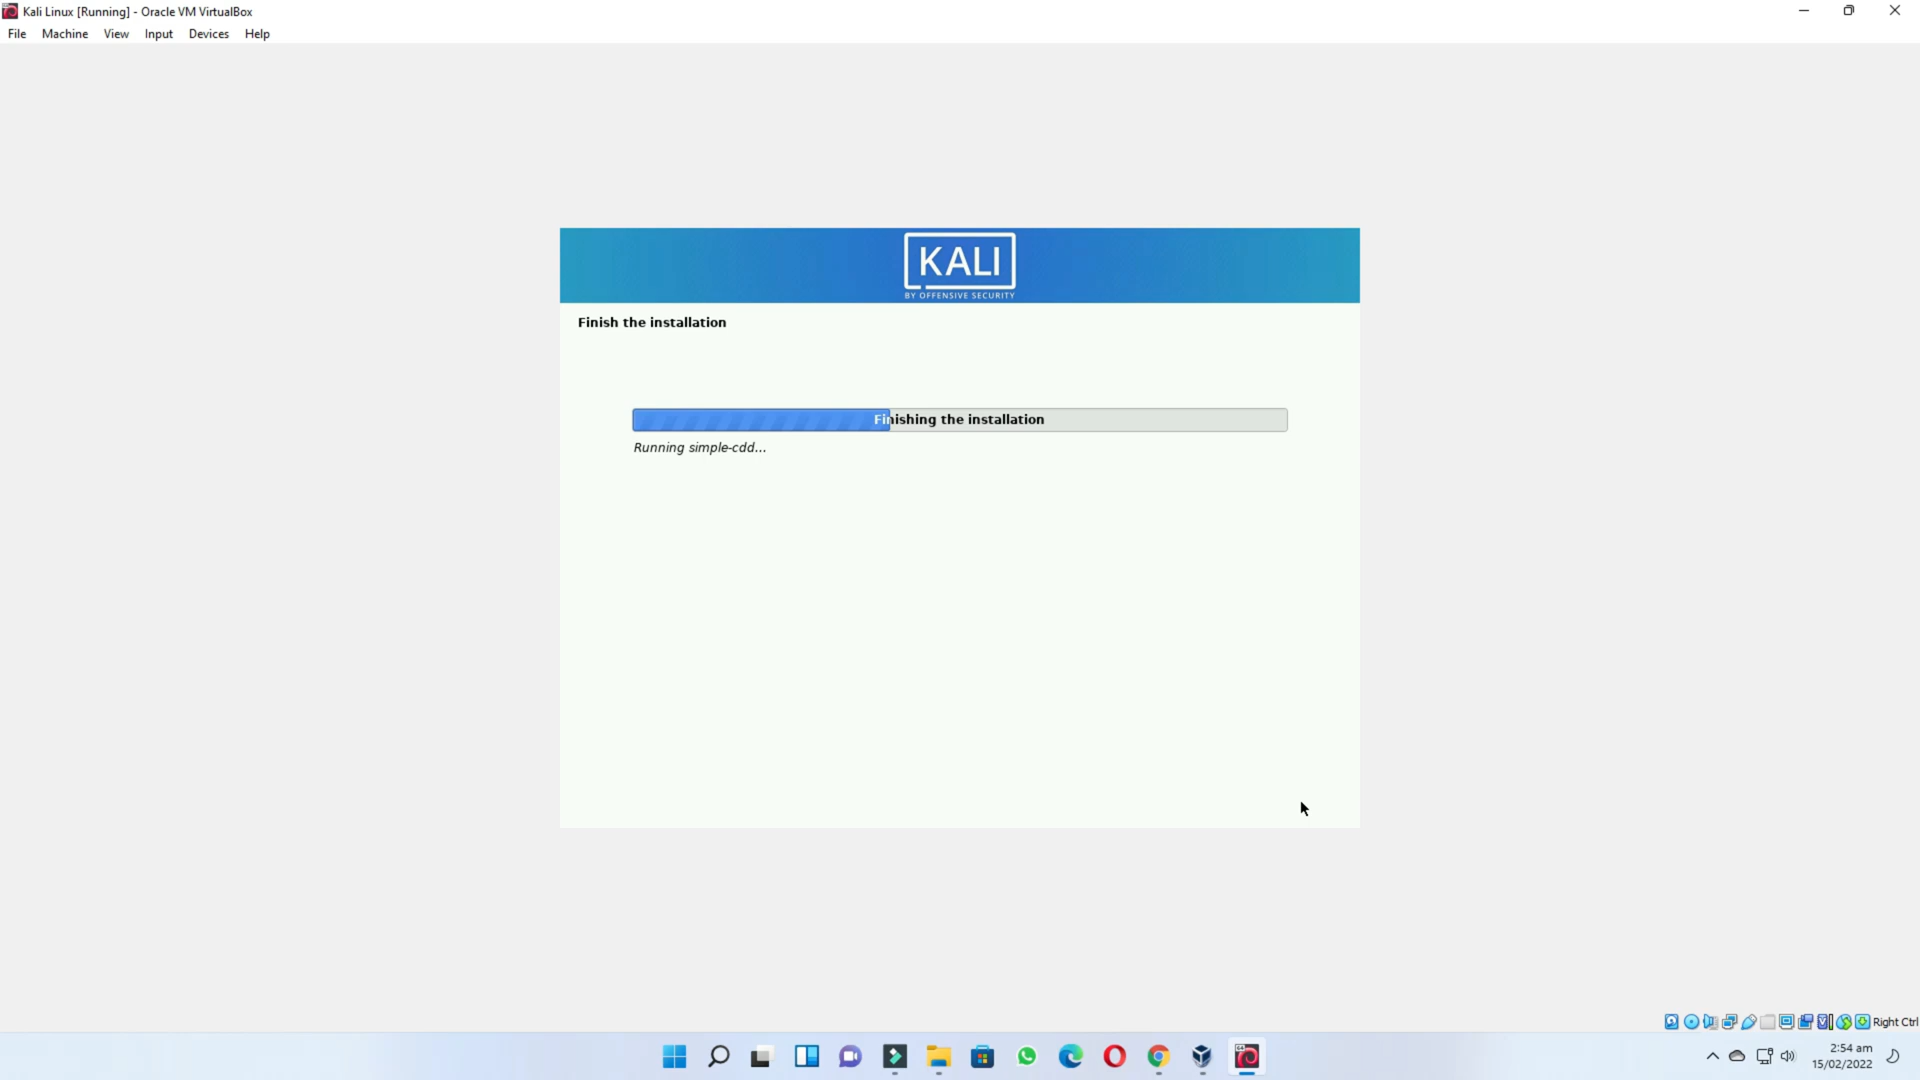 Kali Linux [Running] - Oracle VM VirtualBox
File Machine View Input Devices Help
KALI
BY OFFENSIVE SECURITY
Finish the installation
Finishing the installation
Running simple-cdd...
Right Ctrl
2:54 am
15/02/2022